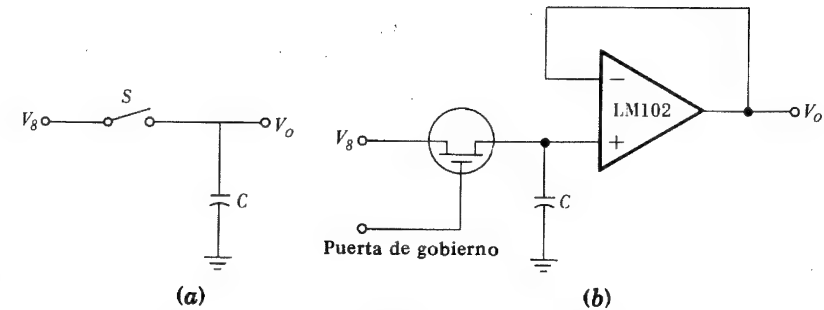 S
V8
Vo
C
(a)
−
LM102
+
Vo
V8
C
Puerta de gobierno
(b)